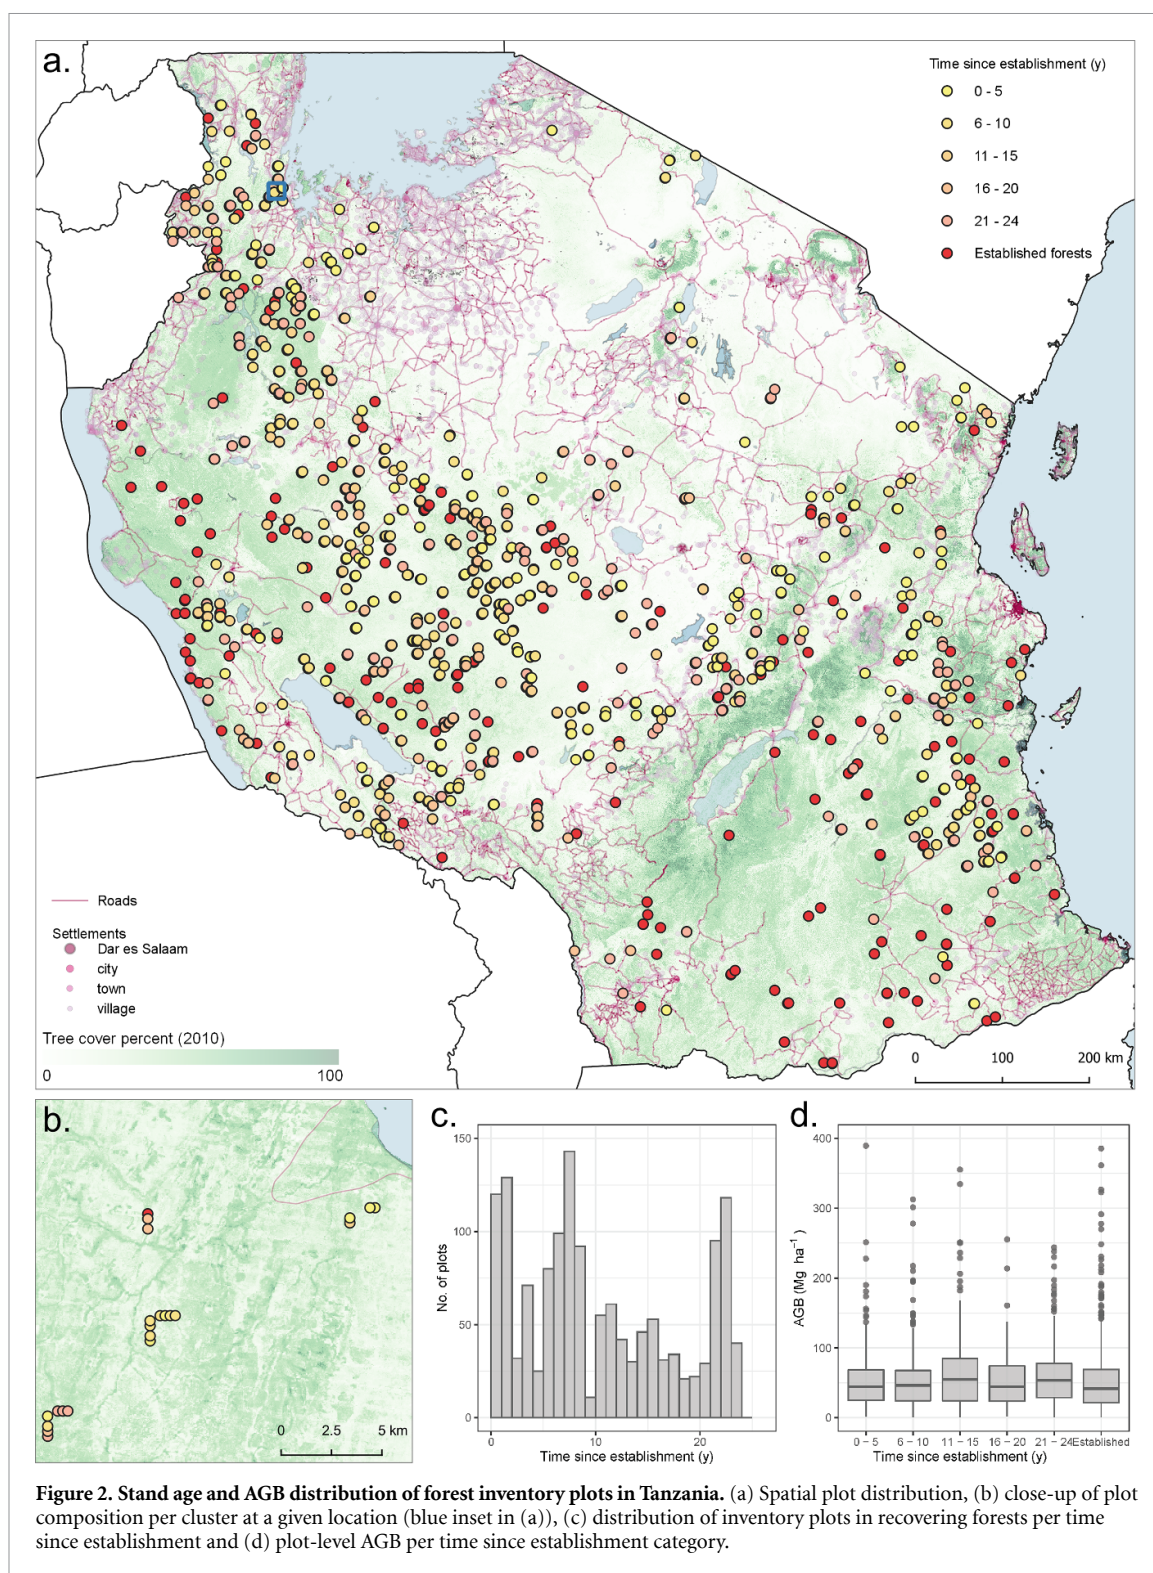 a.
Time since establishment (y)
0 - 5
6 - 10
11 - 15
16 - 20
21 - 24
Established forests
Roads
Settlements
Dar es Salaam
city
town
village
Tree cover percent (2010)
0 100
0 100 200 km
b.
0 2.5 5 km
c.
150
100
50
0
No. of plots
0 10 20
Time since establishment (y)
d.
400
300
200
100
0
AGB (Mg ha⁻¹)
0 – 5 6 – 10 11 – 15 16 – 20 21 – 24 Established
Time since establishment (y)
Figure 2. Stand age and AGB distribution of forest inventory plots in Tanzania. (a) Spatial plot distribution, (b) close-up of plot
composition per cluster at a given location (blue inset in (a)), (c) distribution of inventory plots in recovering forests per time
since establishment and (d) plot-level AGB per time since establishment category.